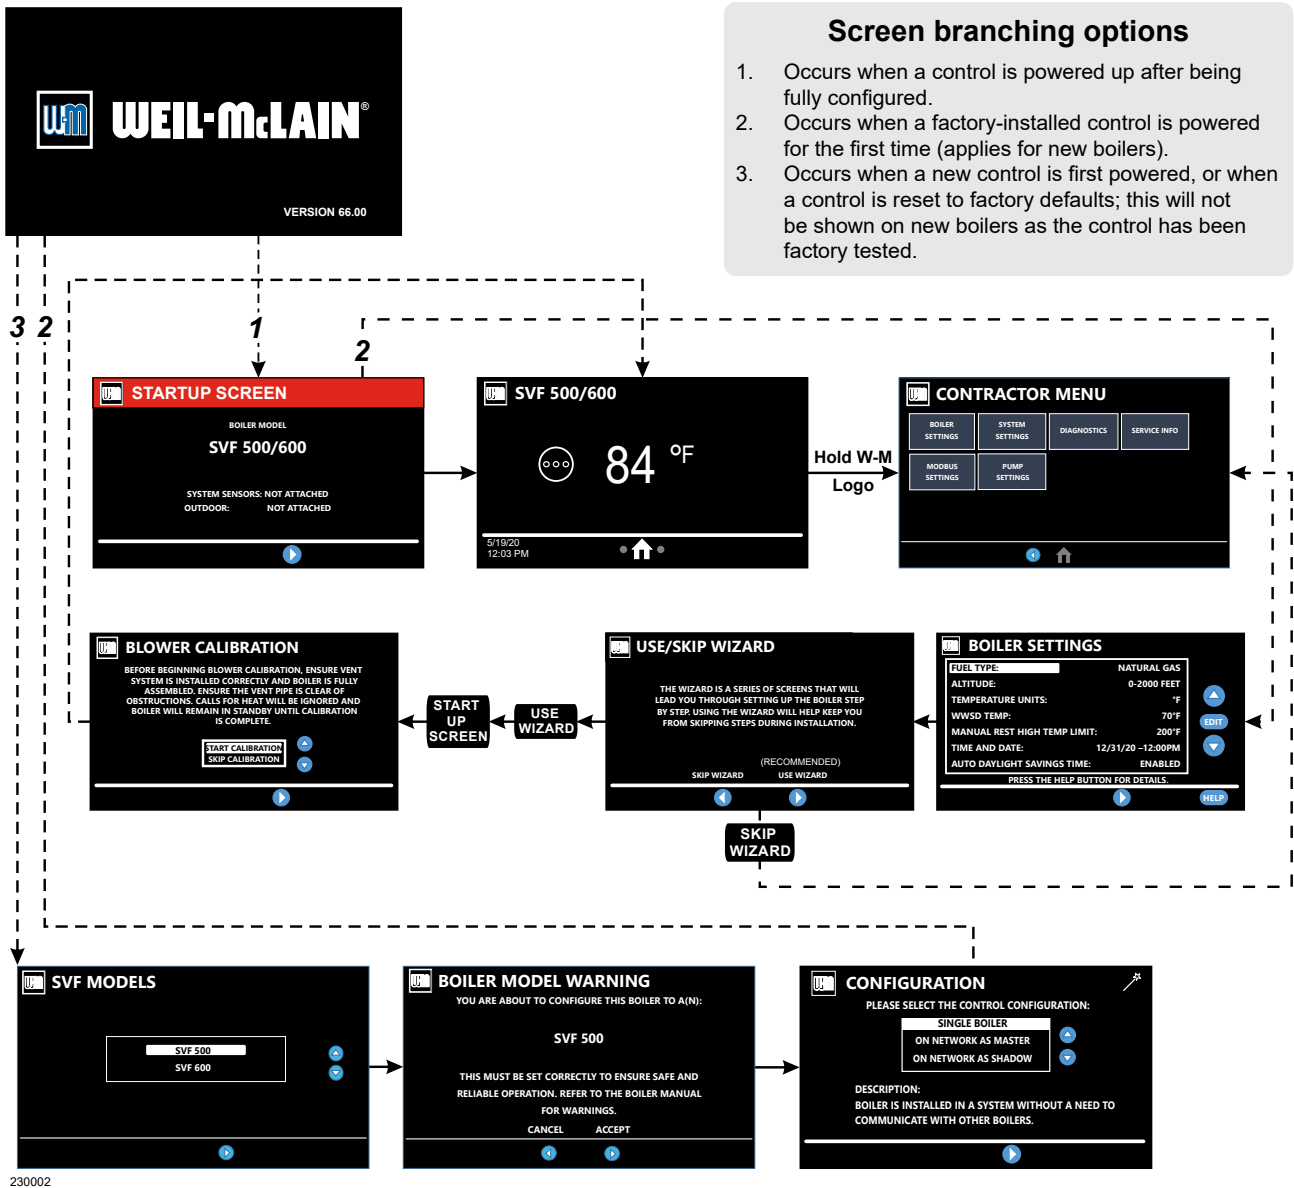 WM WEIL-McLAIN®
VERSION 66.00
Screen branching options
1. Occurs when a control is powered up after being
fully configured.
2. Occurs when a factory-installed control is powered
for the first time (applies for new boilers).
3. Occurs when a new control is first powered, or when
a control is reset to factory defaults; this will not
be shown on new boilers as the control has been
factory tested.
3 2
1
2
WM STARTUP SCREEN
BOILER MODEL
SVF 500/600
SYSTEM SENSORS: NOT ATTACHED
OUTDOOR: NOT ATTACHED
WM SVF 500/600
84 °F
5/19/20
12:03 PM
Hold W-M
Logo
WM CONTRACTOR MENU
BOILER
SETTINGS
SYSTEM
SETTINGS
DIAGNOSTICS
SERVICE INFO
MODBUS
SETTINGS
PUMP
SETTINGS
WM BLOWER CALIBRATION
BEFORE BEGINNING BLOWER CALIBRATION, ENSURE VENT
SYSTEM IS INSTALLED CORRECTLY AND BOILER IS FULLY
ASSEMBLED. ENSURE THE VENT PIPE IS CLEAR OF
OBSTRUCTIONS. CALLS FOR HEAT WILL BE IGNORED AND
BOILER WILL REMAIN IN STANDBY UNTIL CALIBRATION
IS COMPLETE.
START CALIBRATION
SKIP CALIBRATION
START
UP
SCREEN
USE
WIZARD
WM USE/SKIP WIZARD
THE WIZARD IS A SERIES OF SCREENS THAT WILL
LEAD YOU THROUGH SETTING UP THE BOILER STEP
BY STEP. USING THE WIZARD WILL HELP KEEP YOU
FROM SKIPPING STEPS DURING INSTALLATION.
(RECOMMENDED)
SKIP WIZARD USE WIZARD
SKIP
WIZARD
WM BOILER SETTINGS
FUEL TYPE: NATURAL GAS
ALTITUDE: 0-2000 FEET
TEMPERATURE UNITS: °F
WWSD TEMP: 70°F
MANUAL REST HIGH TEMP LIMIT: 200°F
TIME AND DATE: 12/31/20 –12:00PM
AUTO DAYLIGHT SAVINGS TIME: ENABLED
EDIT
PRESS THE HELP BUTTON FOR DETAILS.
HELP
WM SVF MODELS
SVF 500
SVF 600
WM BOILER MODEL WARNING
YOU ARE ABOUT TO CONFIGURE THIS BOILER TO A(N):
SVF 500
THIS MUST BE SET CORRECTLY TO ENSURE SAFE AND
RELIABLE OPERATION. REFER TO THE BOILER MANUAL
FOR WARNINGS.
CANCEL ACCEPT
WM CONFIGURATION
PLEASE SELECT THE CONTROL CONFIGURATION:
SINGLE BOILER
ON NETWORK AS MASTER
ON NETWORK AS SHADOW
DESCRIPTION:
BOILER IS INSTALLED IN A SYSTEM WITHOUT A NEED TO
COMMUNICATE WITH OTHER BOILERS.
230002